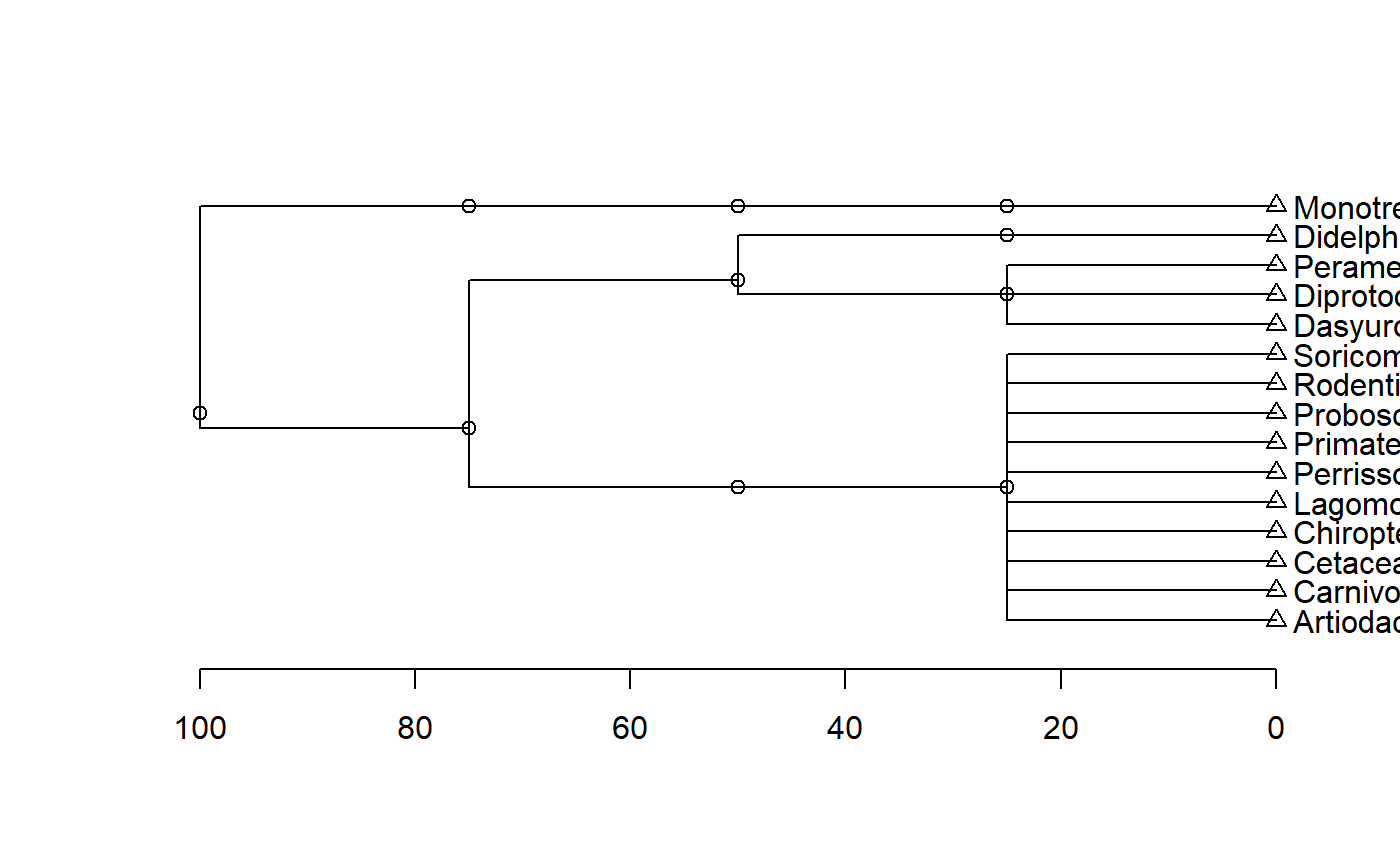 Monotre
Didelph
Perame
Diproto
Dasyuro
Soricom
Rodenti
Probosc
Primate
Perrisso
Lagomo
Chiropte
Cetacea
Carnivo
Artiodac
100 80 60 40 20 0